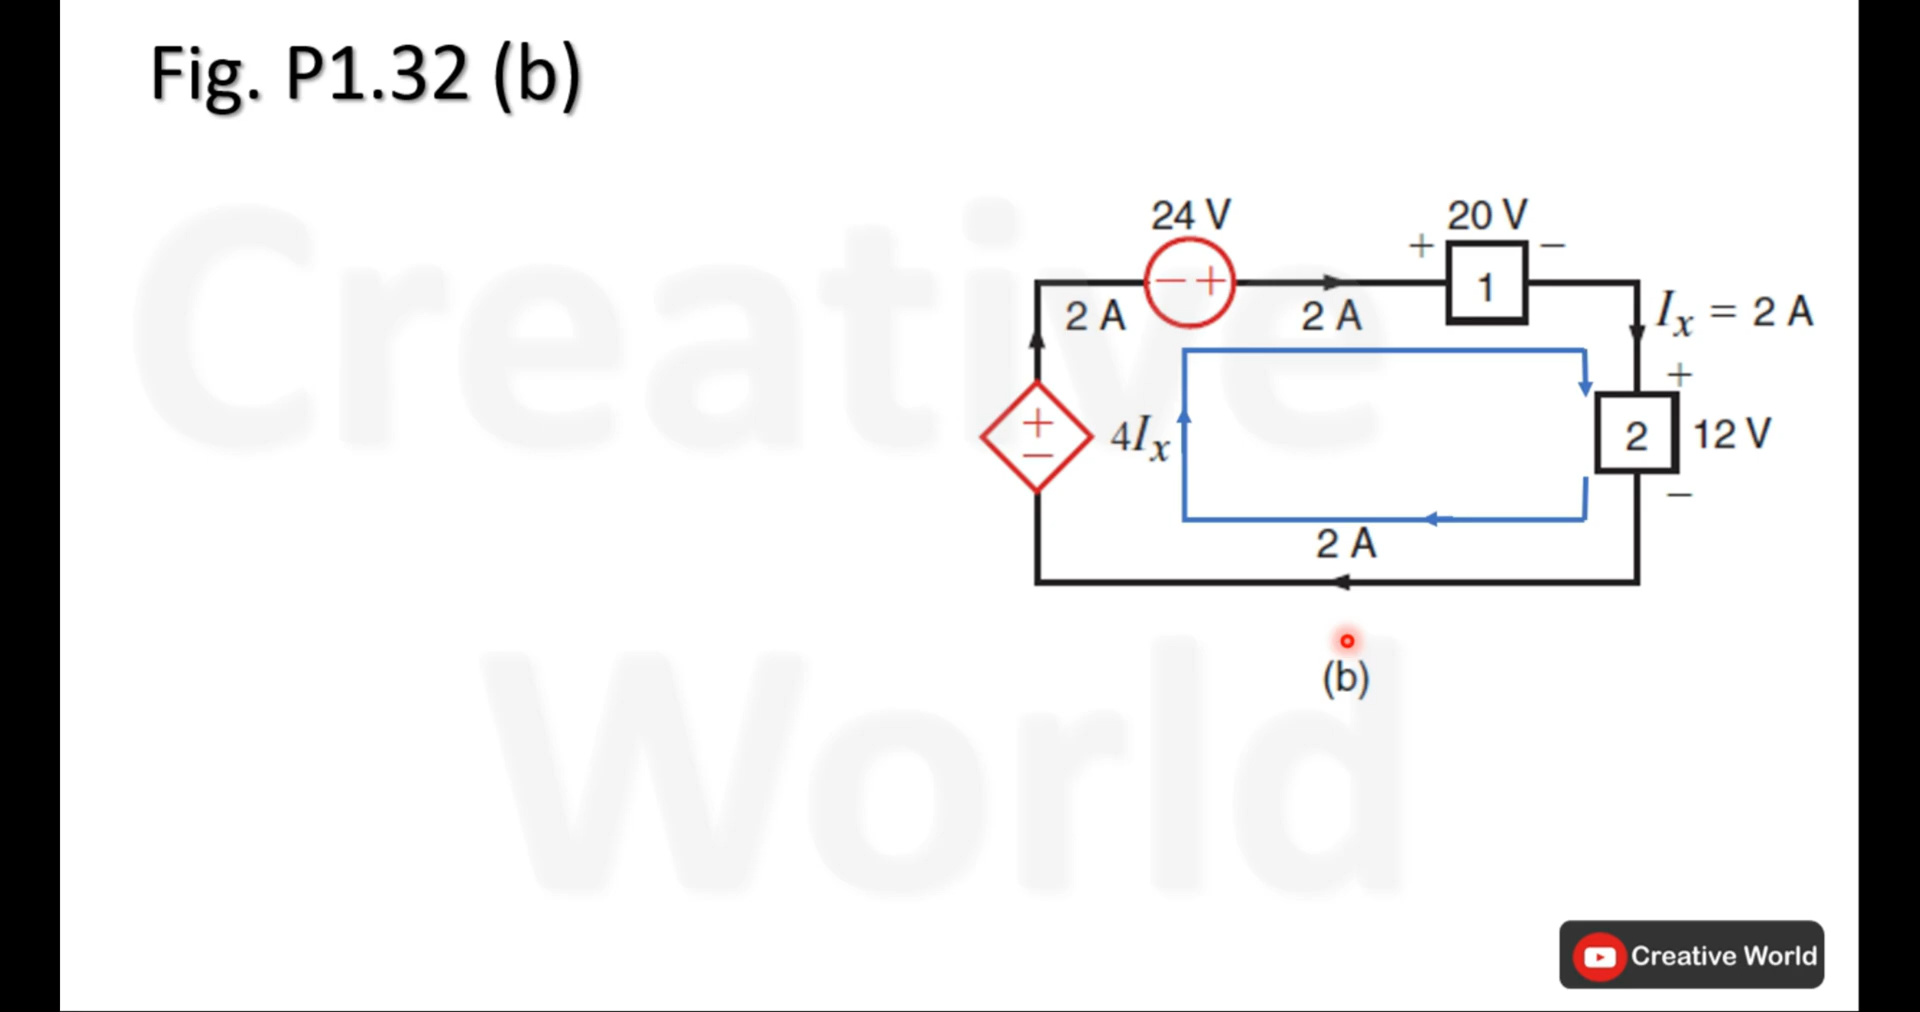 Fig. P1.32 (b)
Creative
World
24 V
20 V
− +
+
−
1
2 A
2 A
Iₓ = 2 A
+
−
4Iₓ
+
2
12 V
−
2 A
(b)
Creative World